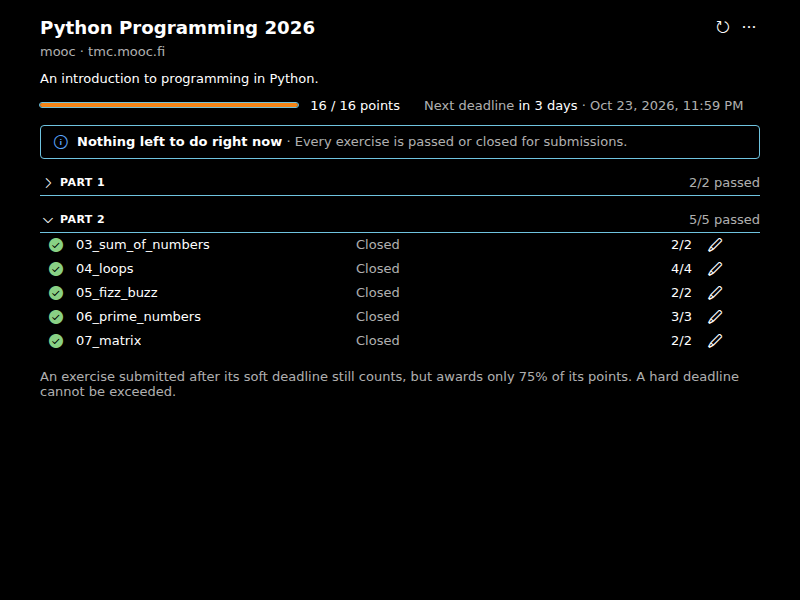 Python Programming 2026
mooc · tmc.mooc.fi
An introduction to programming in Python.
16 / 16 points Next deadline in 3 days · Oct 23, 2026, 11:59 PM
Nothing left to do right now · Every exercise is passed or closed for submissions.
PART 1 2/2 passed
PART 2 5/5 passed
03_sum_of_numbers Closed 2/2
04_loops Closed 4/4
05_fizz_buzz Closed 2/2
06_prime_numbers Closed 3/3
07_matrix Closed 2/2
An exercise submitted after its soft deadline still counts, but awards only 75% of its points. A hard deadline
cannot be exceeded.